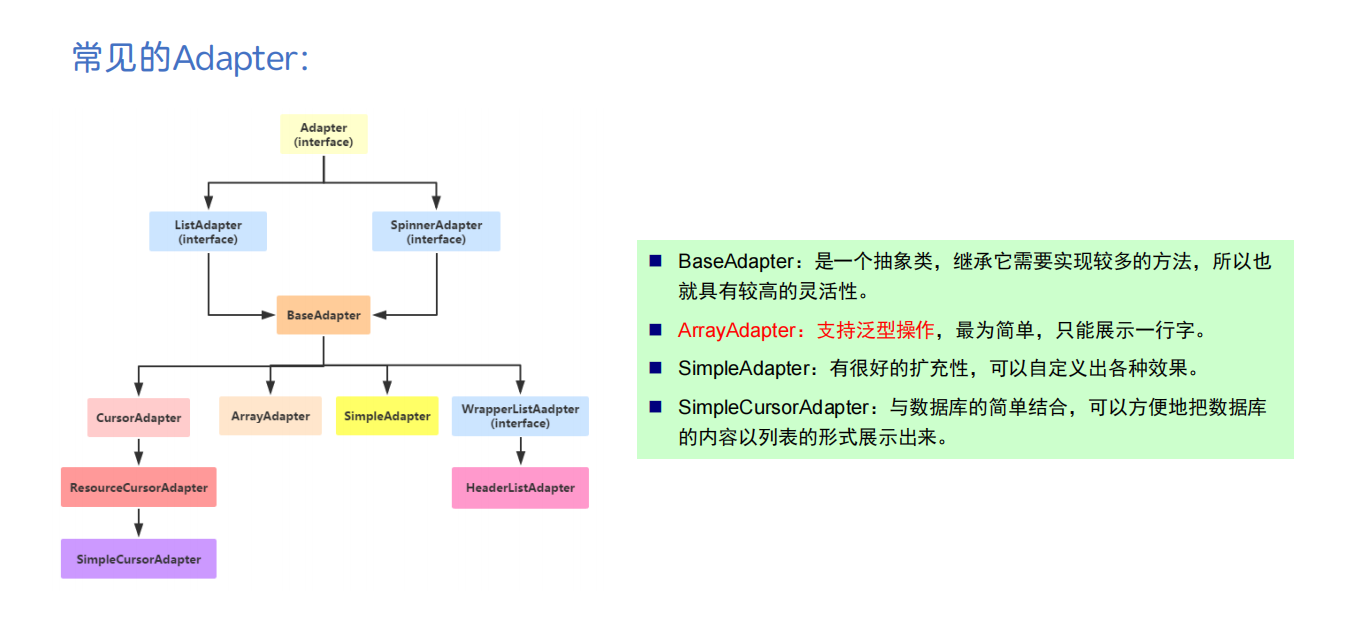 常见的Adapter:
Adapter
(interface)
ListAdapter
(interface)
SpinnerAdapter
(interface)
BaseAdapter
CursorAdapter
ArrayAdapter
SimpleAdapter
WrapperListAadpter
(interface)
ResourceCursorAdapter
HeaderListAdapter
SimpleCursorAdapter
BaseAdapter：是一个抽象类，继承它需要实现较多的方法，所以也
就具有较高的灵活性。
ArrayAdapter：支持泛型操作，最为简单，只能展示一行字。
SimpleAdapter：有很好的扩充性，可以自定义出各种效果。
SimpleCursorAdapter：与数据库的简单结合，可以方便地把数据库
的内容以列表的形式展示出来。